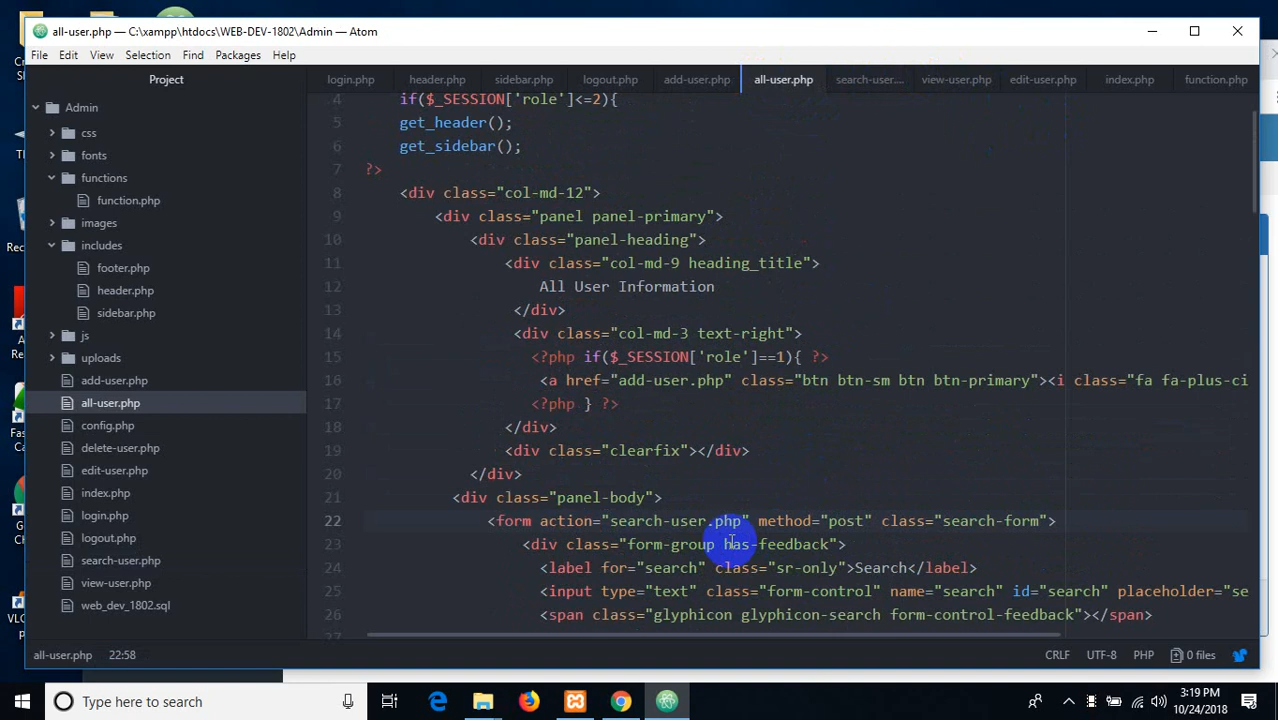 all-user.php — C:\xampp\htdocs\WEB-DEV-1802\Admin — Atom
File Edit View Selection Find Packages Help
Project
login.php header.php sidebar.php logout.php add-user.php all-user.php search-user.... view-user.php edit-user.php index.php function.php
Admin
css
fonts
functions
function.php
images
includes
footer.php
header.php
sidebar.php
js
uploads
add-user.php
all-user.php
config.php
delete-user.php
edit-user.php
index.php
login.php
logout.php
search-user.php
view-user.php
web_dev_1802.sql
4 if($_SESSION['role']<=2){
5 get_header();
6 get_sidebar();
7 ?>
8 <div class="col-md-12">
9 <div class="panel panel-primary">
10 <div class="panel-heading">
11 <div class="col-md-9 heading_title">
12 All User Information
13 </div>
14 <div class="col-md-3 text-right">
15 <?php if($_SESSION['role']==1){ ?>
16 <a href="add-user.php" class="btn btn-sm btn btn-primary"><i class="fa fa-plus-ci
17 <?php } ?>
18 </div>
19 <div class="clearfix"></div>
20 </div>
21 <div class="panel-body">
22 <form action="search-user.php" method="post" class="search-form">
23 <div class="form-group has-feedback">
24 <label for="search" class="sr-only">Search</label>
25 <input type="text" class="form-control" name="search" id="search" placeholder="se
26 <span class="glyphicon glyphicon-search form-control-feedback"></span>
27
all-user.php 22:58 CRLF UTF-8 PHP 0 files
Type here to search
3:19 PM
10/24/2018